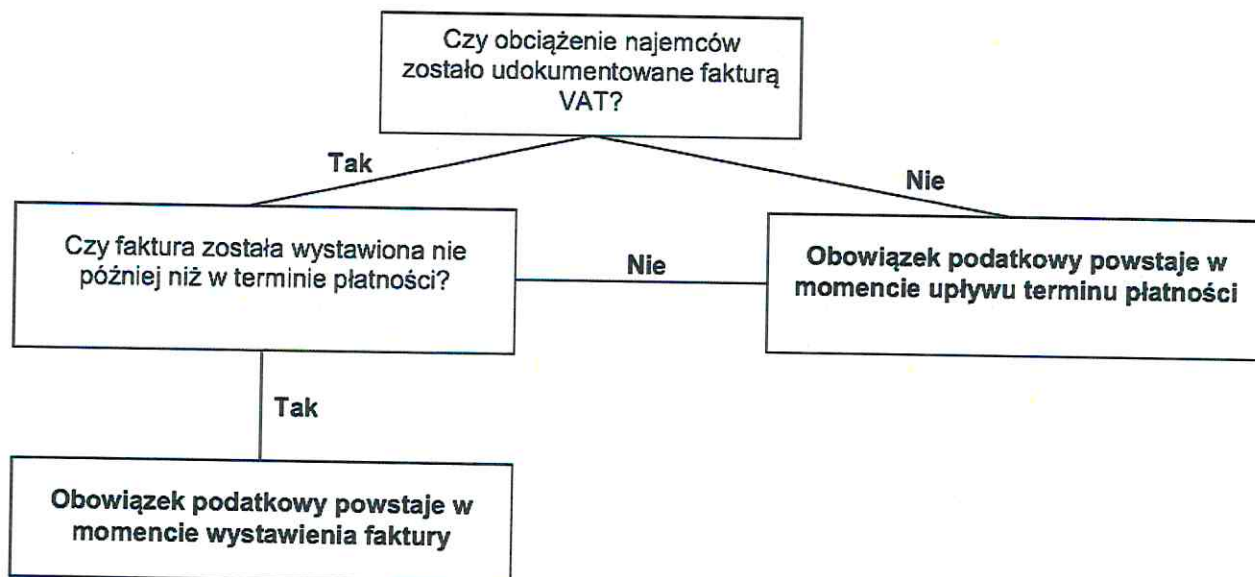 Czy obciążenie najemców
zostało udokumentowane fakturą
VAT?
Tak
Nie
Czy faktura została wystawiona nie
później niż w terminie płatności?
Nie
Obowiązek podatkowy powstaje w
momencie upływu terminu płatności
Tak
Obowiązek podatkowy powstaje w
momencie wystawienia faktury